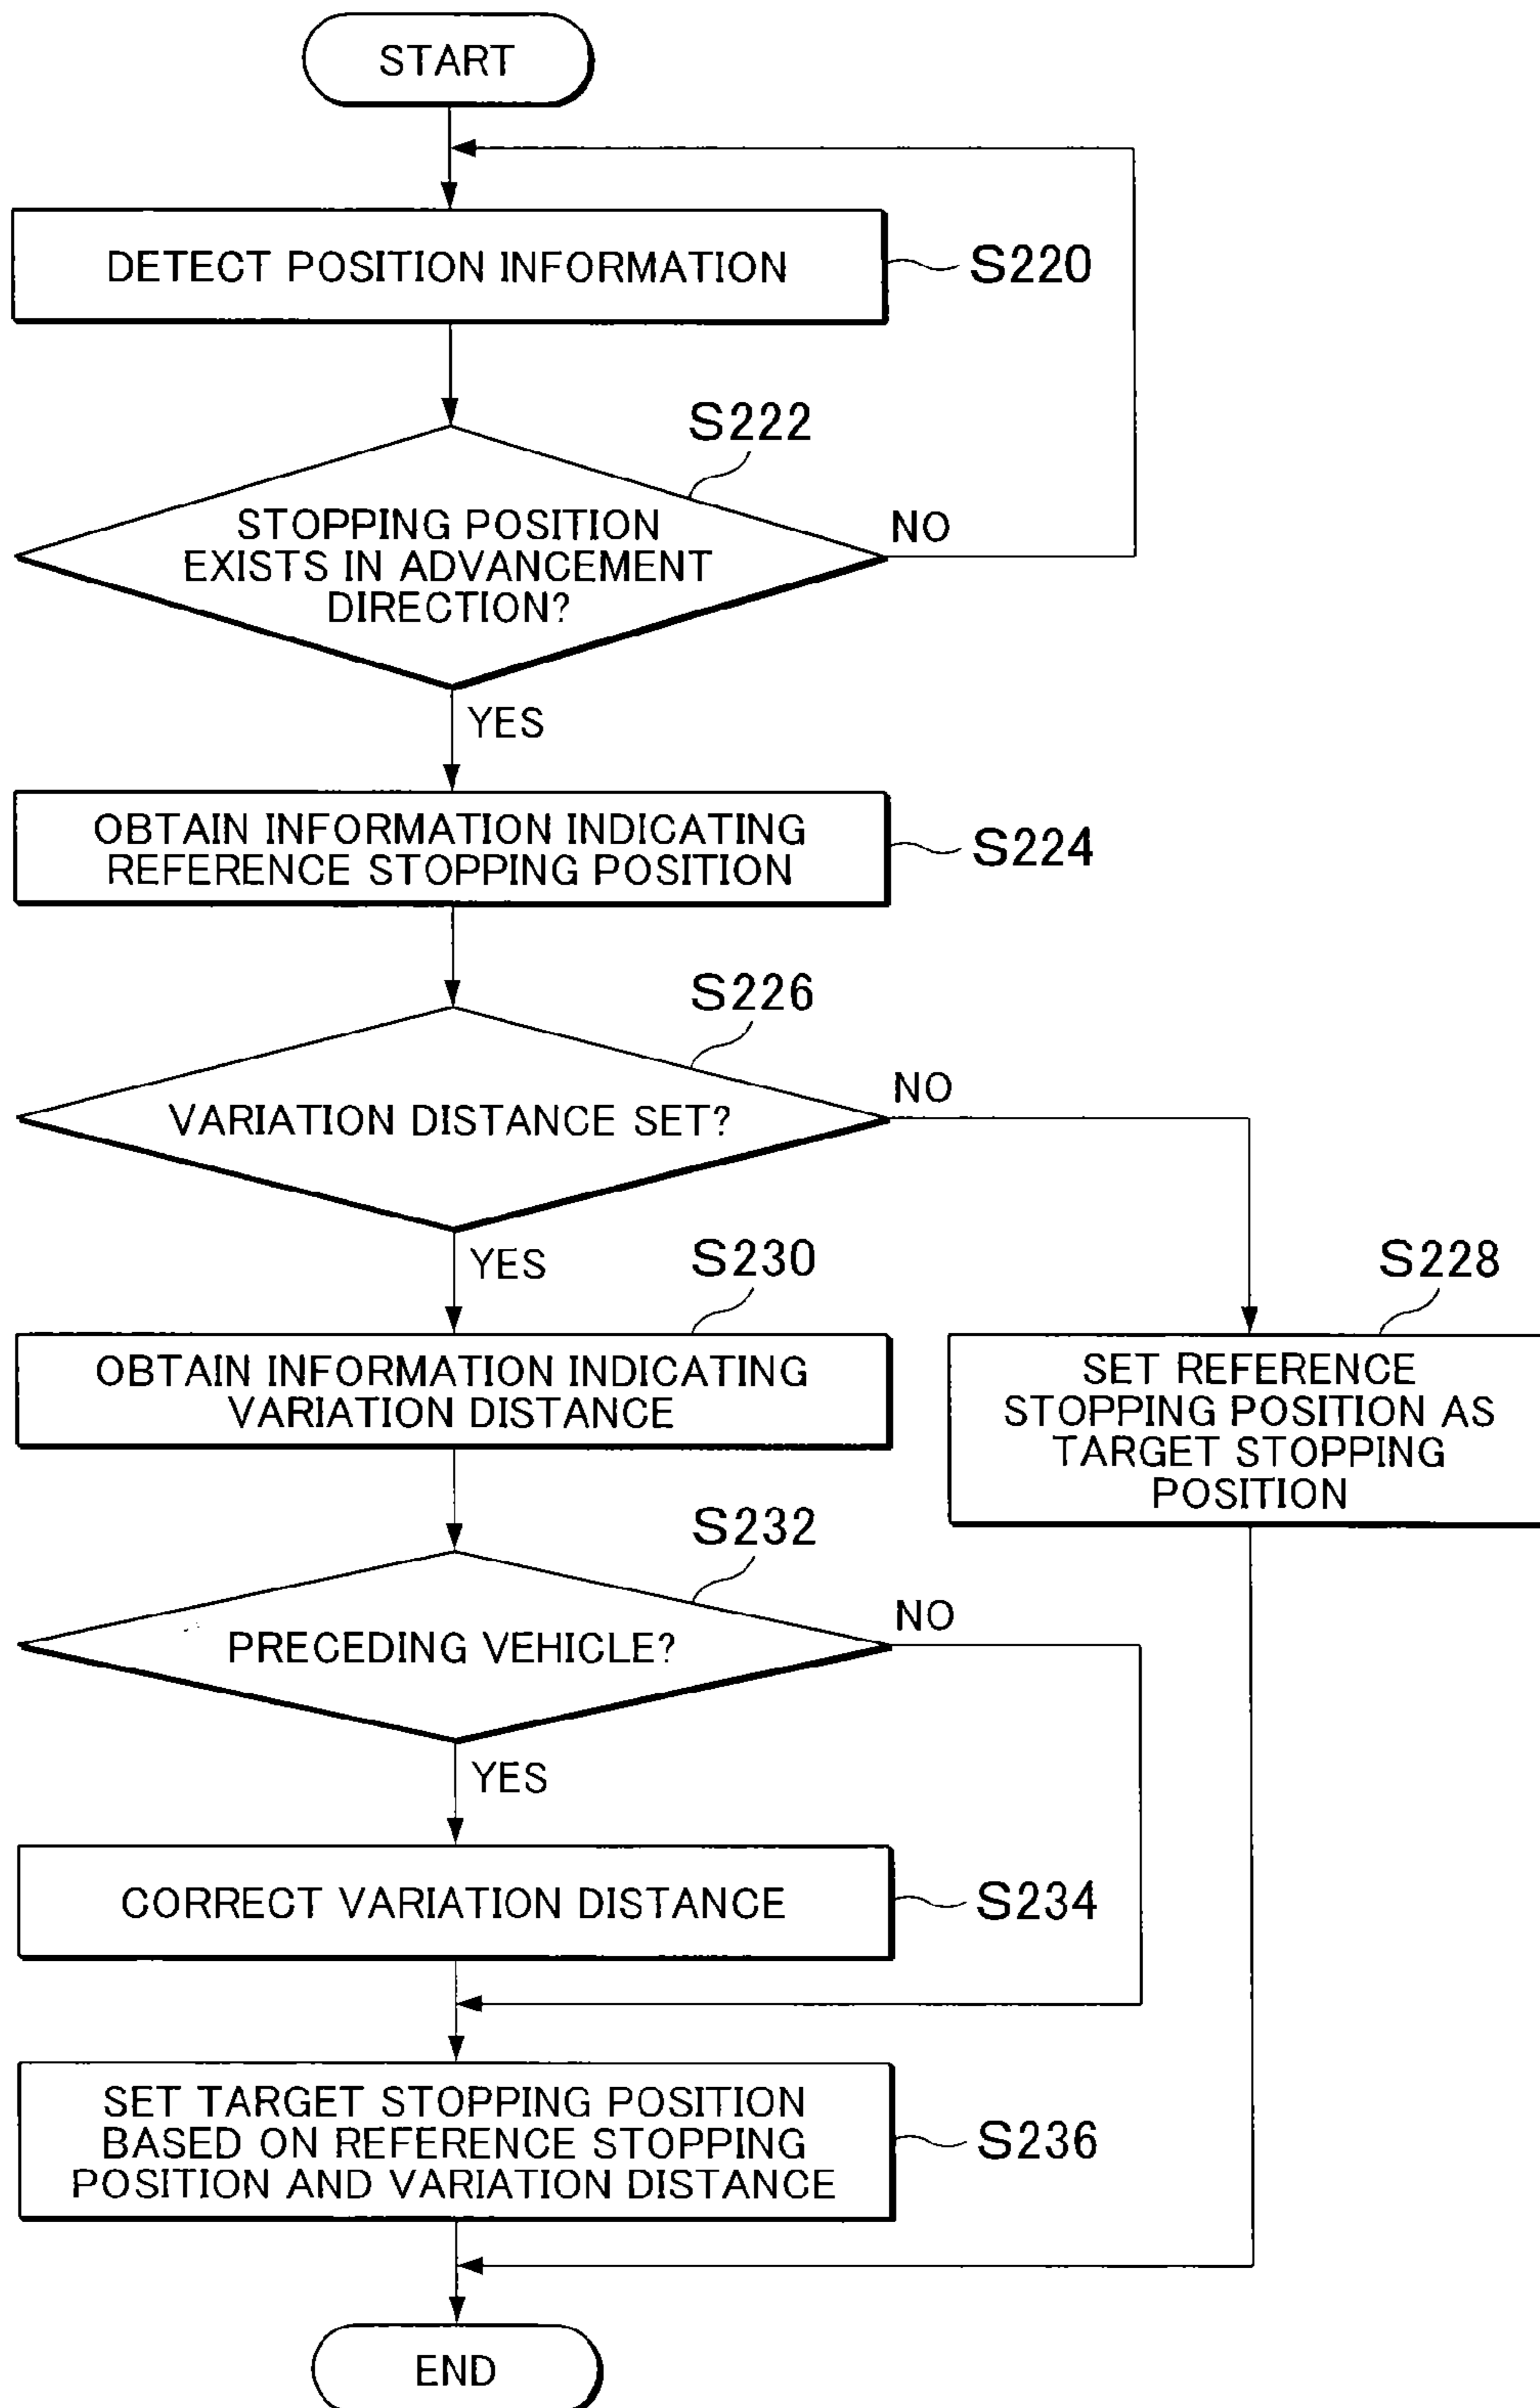 START
DETECT POSITION INFORMATION
S220
S222
STOPPING POSITION
EXISTS IN ADVANCEMENT
DIRECTION?
NO
YES
OBTAIN INFORMATION INDICATING
REFERENCE STOPPING POSITION
S224
S226
VARIATION DISTANCE SET?
NO
YES
S230
OBTAIN INFORMATION INDICATING
VARIATION DISTANCE
S228
SET REFERENCE
STOPPING POSITION AS
TARGET STOPPING
POSITION
S232
PRECEDING VEHICLE?
NO
YES
CORRECT VARIATION DISTANCE
S234
SET TARGET STOPPING POSITION
BASED ON REFERENCE STOPPING
POSITION AND VARIATION DISTANCE
S236
END